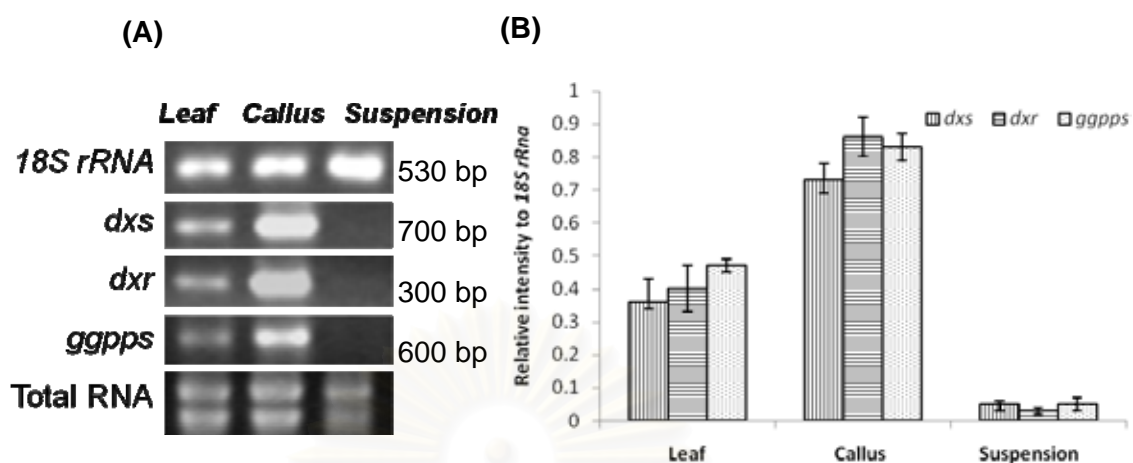 (A)
Leaf Callus Suspension
18S rRNA 530 bp
dxs 700 bp
dxr 300 bp
ggpps 600 bp
Total RNA
(B)
Relative intensity to 18S rRna
1
0.9
0.8
0.7
0.6
0.5
0.4
0.3
0.2
0.1
0
dxs dxr ggpps
Leaf Callus Suspension